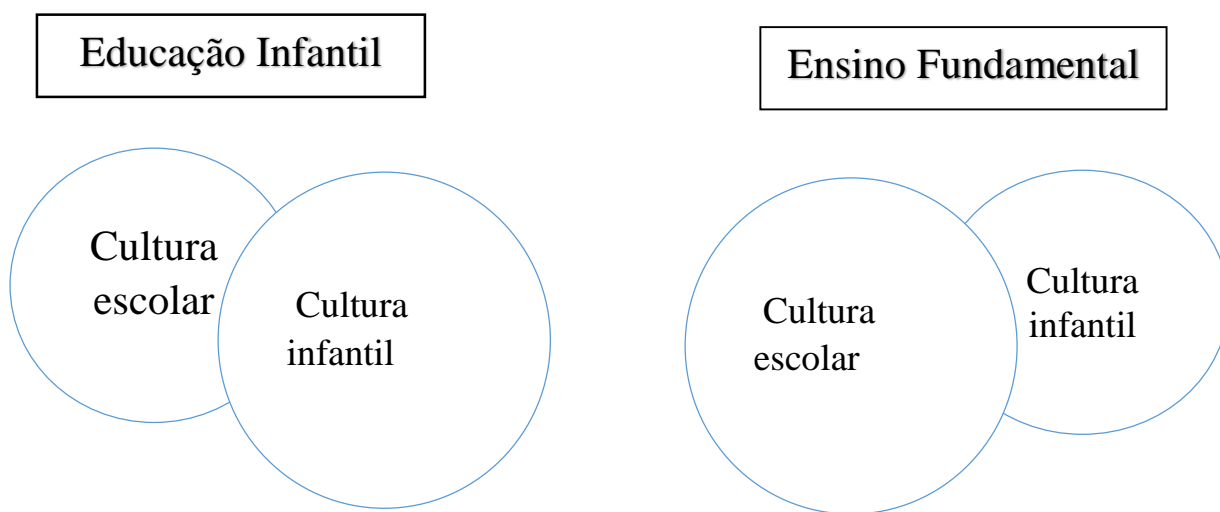 Educação Infantil
Ensino Fundamental
Cultura
escolar
Cultura
infantil
Cultura
escolar
Cultura
infantil